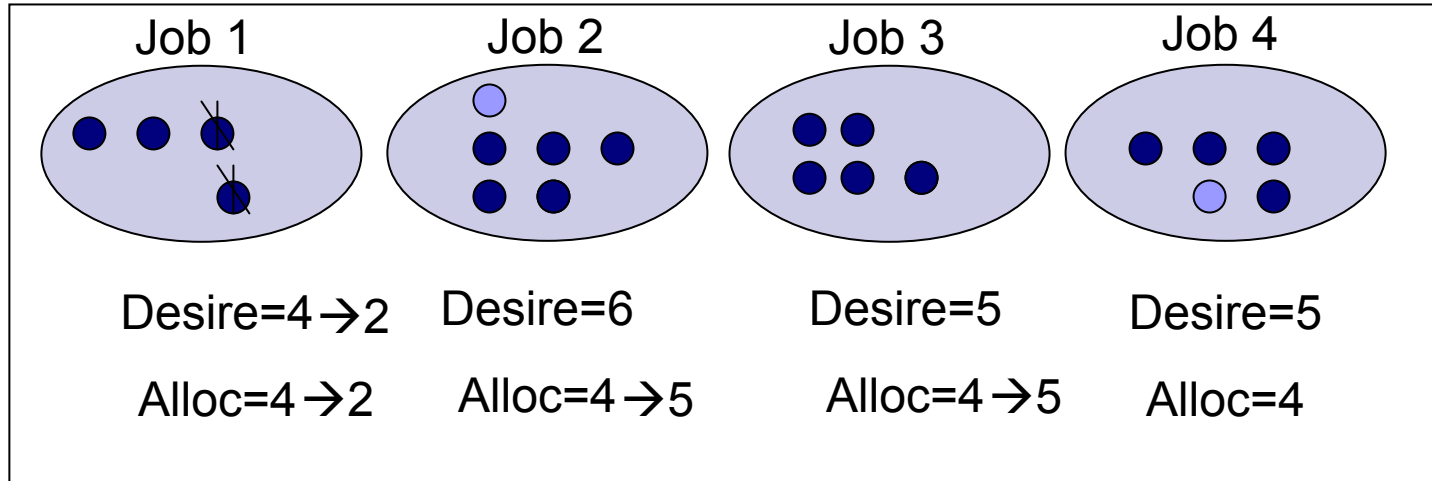 Job 1
Job 2
Job 3
Job 4
Desire=4→2
Desire=6
Desire=5
Desire=5
Alloc=4→2
Alloc=4→5
Alloc=4→5
Alloc=4